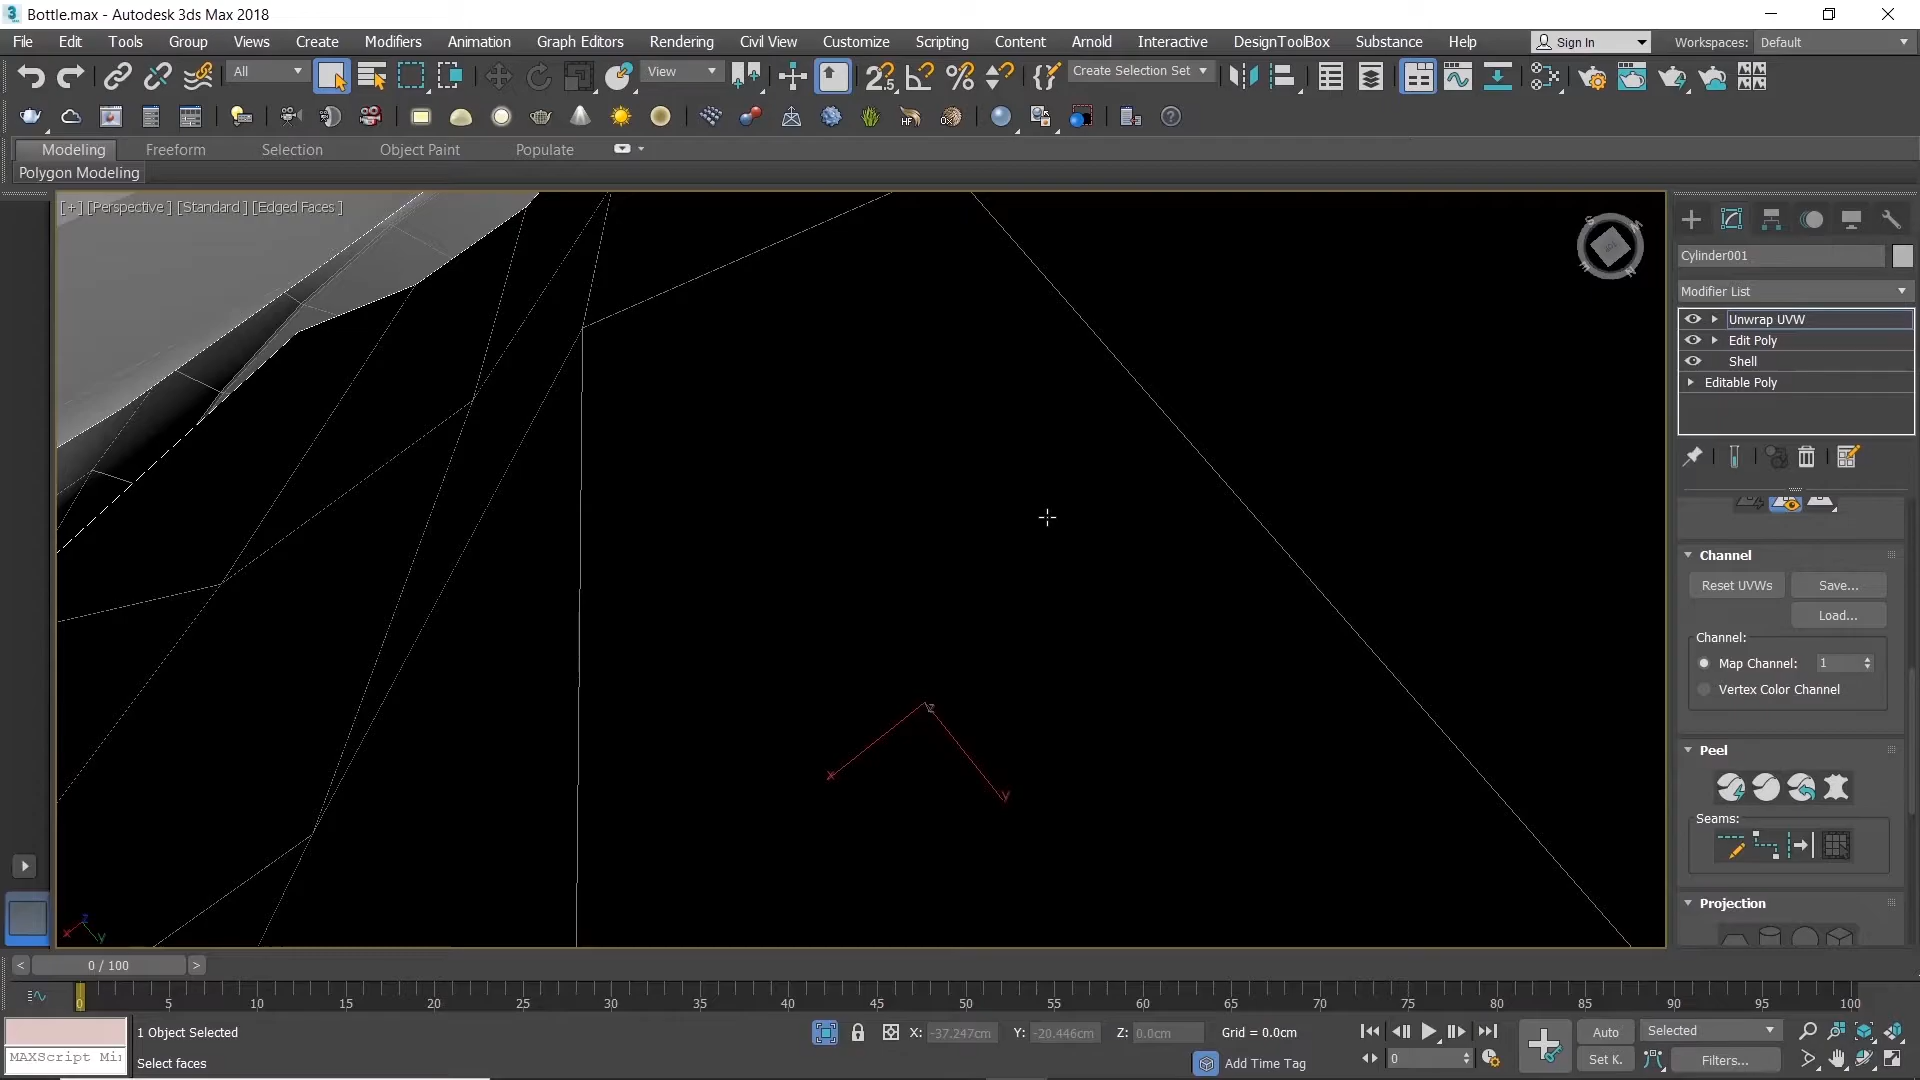 Bottle.max - Autodesk 3ds Max 2018
File Edit Tools Group Views Create Modifiers Animation Graph Editors Rendering Civil View Customize Scripting Content Arnold Interactive DesignToolBox Substance Help Sign In Workspaces: Default
All View Create Selection Set
Modeling Freeform Selection Object Paint Populate
Polygon Modeling
[ + ] [Perspective ] [Standard ] [Edged Faces ]
Cylinder001
Modifier List
Unwrap UVW
Edit Poly
Shell
Editable Poly
Channel
Reset UVWs Save...
Load...
Channel:
Map Channel: 1
Vertex Color Channel
Peel
Seams:
Projection
z
x
y
z
x
y
< 0 / 100 >
0 5 10 15 20 25 30 35 40 45 50 55 60 65 70 75 80 85 90 95 100
1 Object Selected X: -37.247cm Y: -20.446cm Z: 0.0cm Grid = 0.0cm Auto Selected
MAXScript Mi Select faces Add Time Tag 0 Set K. Filters...